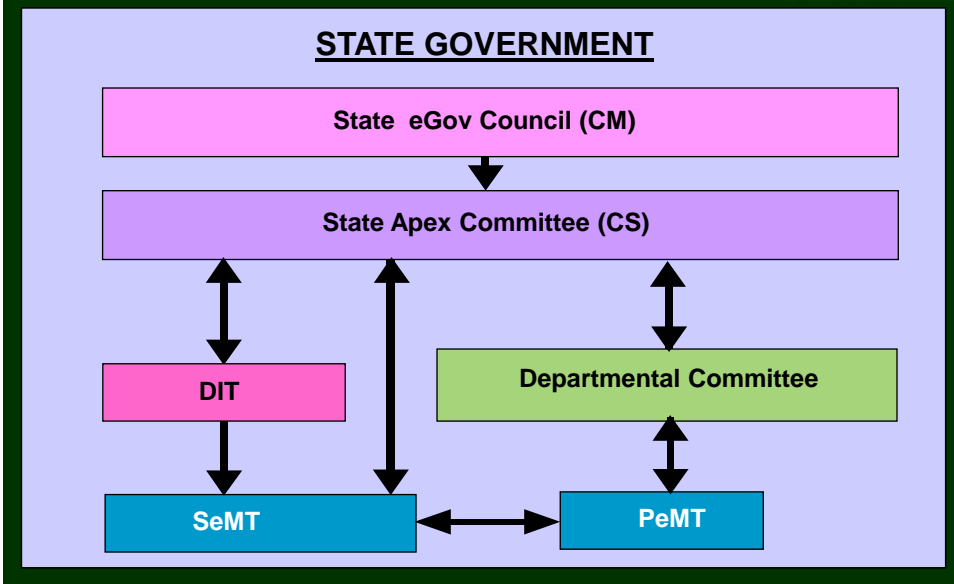 STATE GOVERNMENT
State eGov Council (CM)
State Apex Committee (CS)
DIT
Departmental Committee
SeMT
PeMT